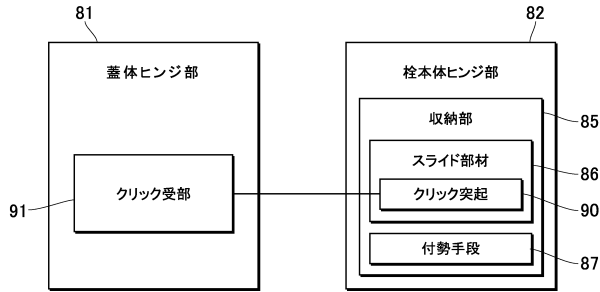 81
蓋体ヒンジ部
クリック受部
91
82
栓本体ヒンジ部
収納部
85
スライド部材
86
クリック突起
90
付勢手段
87